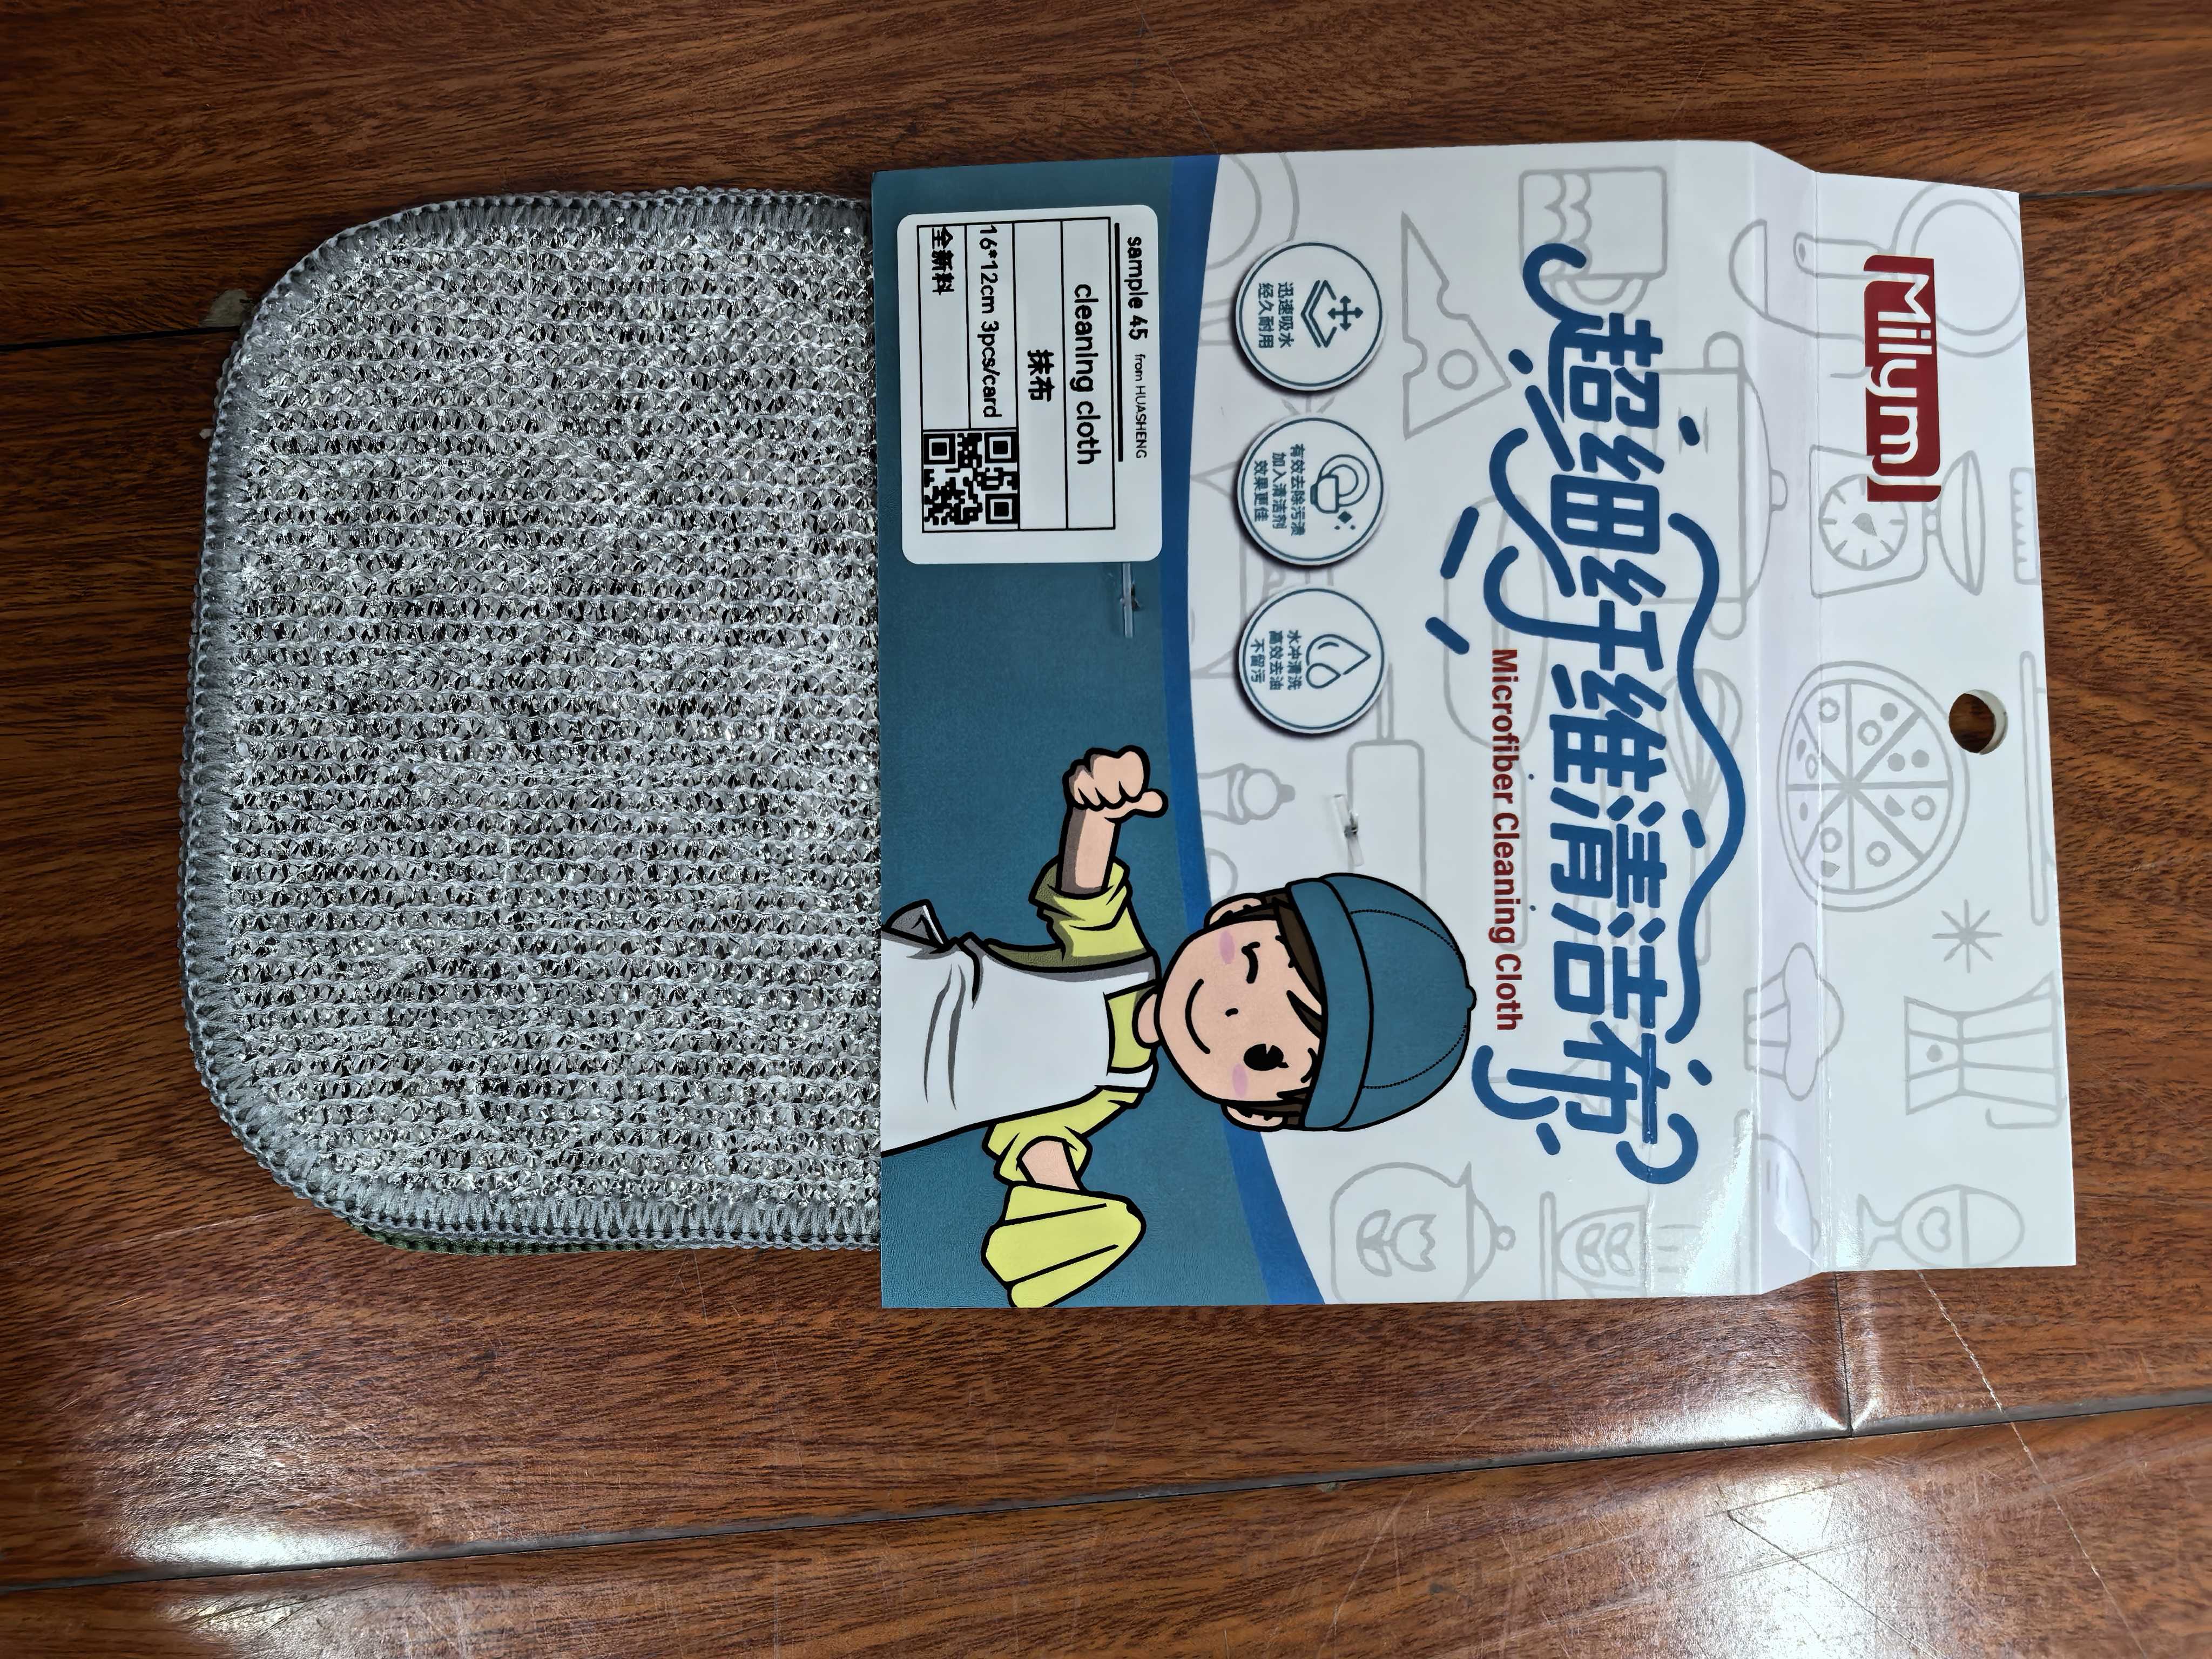 Milyml
超细纤维清洁布
Microfiber Cleaning Cloth
迅速吸水
经久耐用
有效去除污渍
加入清洁剂
效果更佳
水冲清洗
高效去油
不留污
sample 45 from HUASHENG
cleaning cloth
抹布
16*12cm 3pcs/card
全新料